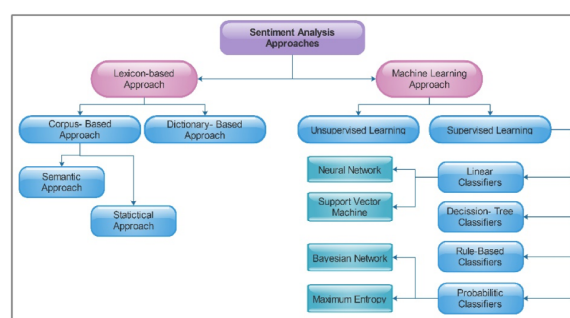 Sentiment Analysis
Approaches
Lexicon-based
Approach
Machine Learning
Approach
Corpus- Based
Approach
Dictionary- Based
Approach
Unsupervised Learning
Supervised Learning
Semantic
Approach
Statictical
Approach
Neural Network
Support Vector
Machine
Linear
Classifiers
Decission- Tree
Classifiers
Bayesian Network
Rule-Based
Classifiers
Maximum Entropy
Probabilitic
Classifiers